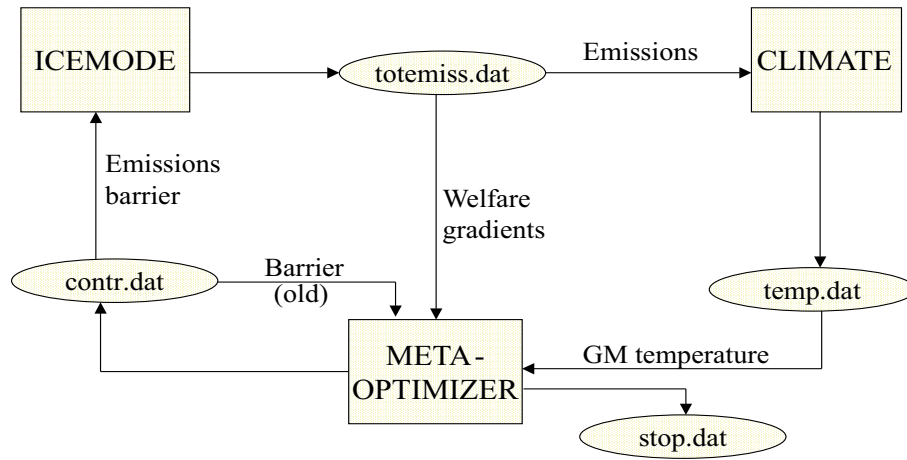 ICEMODE
totemiss.dat
Emissions
CLIMATE
Emissions
barrier
Welfare
gradients
contr.dat
Barrier
(old)
temp.dat
META-
OPTIMIZER
GM temperature
stop.dat